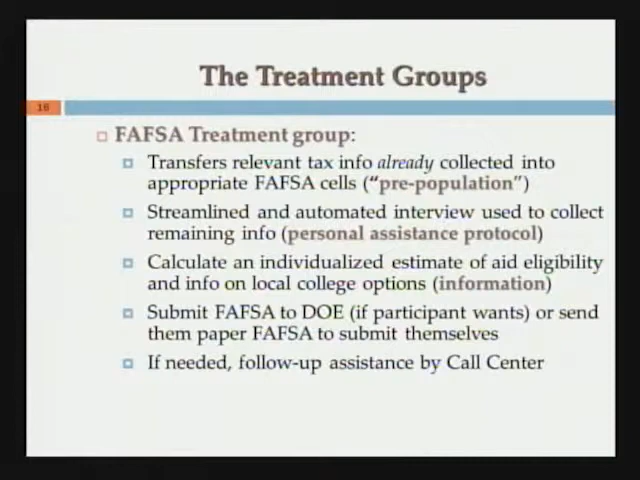 The Treatment Groups
18
FAFSA Treatment group:
Transfers relevant tax info already collected into
appropriate FAFSA cells (“pre-population”)
Streamlined and automated interview used to collect
remaining info (personal assistance protocol)
Calculate an individualized estimate of aid eligibility
and info on local college options (information)
Submit FAFSA to DOE (if participant wants) or send
them paper FAFSA to submit themselves
If needed, follow-up assistance by Call Center